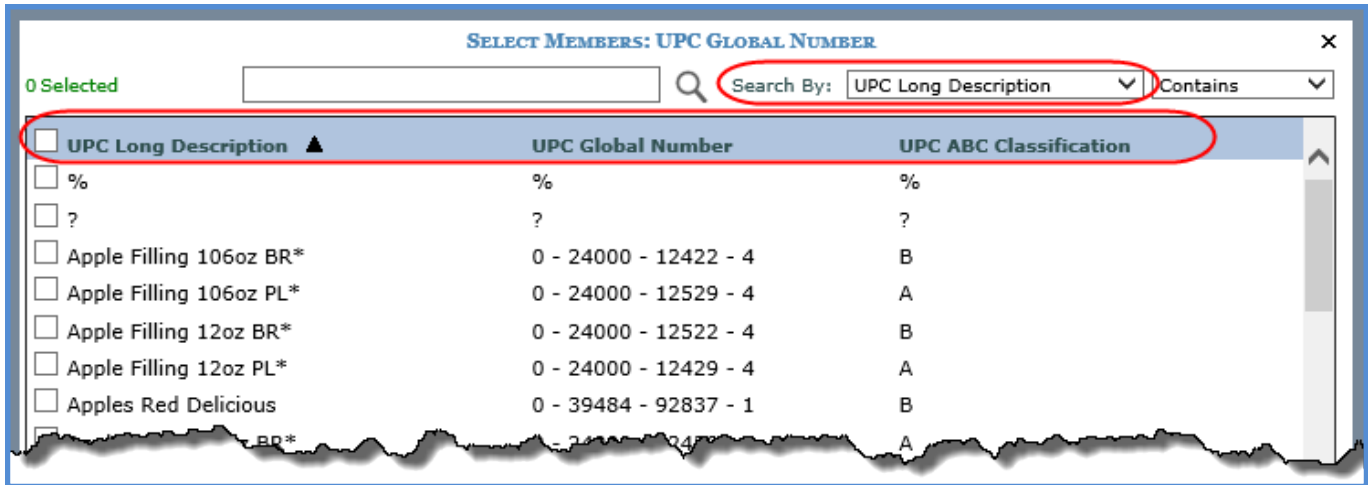 SELECT MEMBERS: UPC GLOBAL NUMBER ×
0 Selected Search By: UPC Long Description Contains
UPC Long Description ▲ UPC Global Number UPC ABC Classification
% % %
? ? ?
Apple Filling 106oz BR* 0 - 24000 - 12422 - 4 B
Apple Filling 106oz PL* 0 - 24000 - 12529 - 4 A
Apple Filling 12oz BR* 0 - 24000 - 12522 - 4 B
Apple Filling 12oz PL* 0 - 24000 - 12429 - 4 A
Apples Red Delicious 0 - 39484 - 92837 - 1 B
BR* A